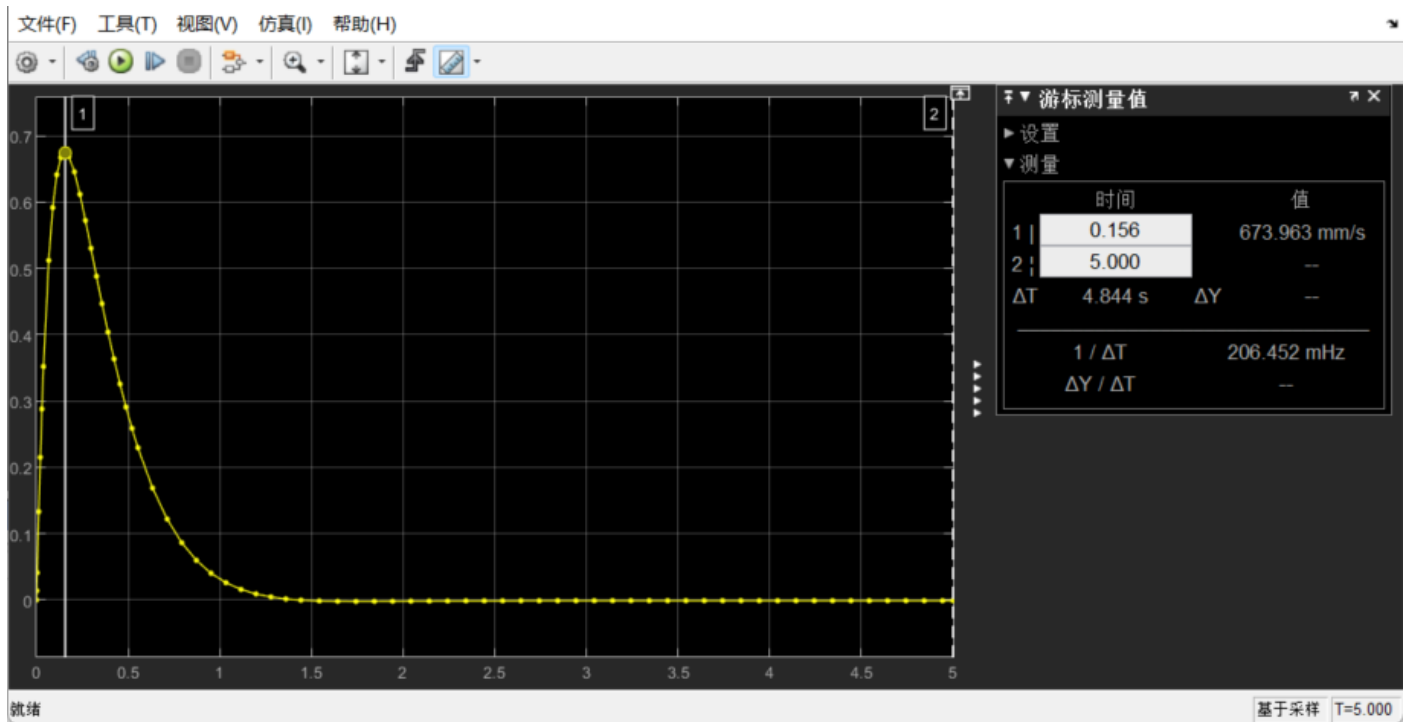 文件(F) 工具(T) 视图(V) 仿真(I) 帮助(H)
1
2
0.7
0.6
0.5
0.4
0.3
0.2
0.1
0
0 0.5 1 1.5 2 2.5 3 3.5 4 4.5 5
游标测量值
设置
测量
时间 值
1 | 0.156 673.963 mm/s
2 ¦ 5.000 --
ΔT 4.844 s ΔY --
1 / ΔT 206.452 mHz
ΔY / ΔT --
就绪 基于采样 T=5.000